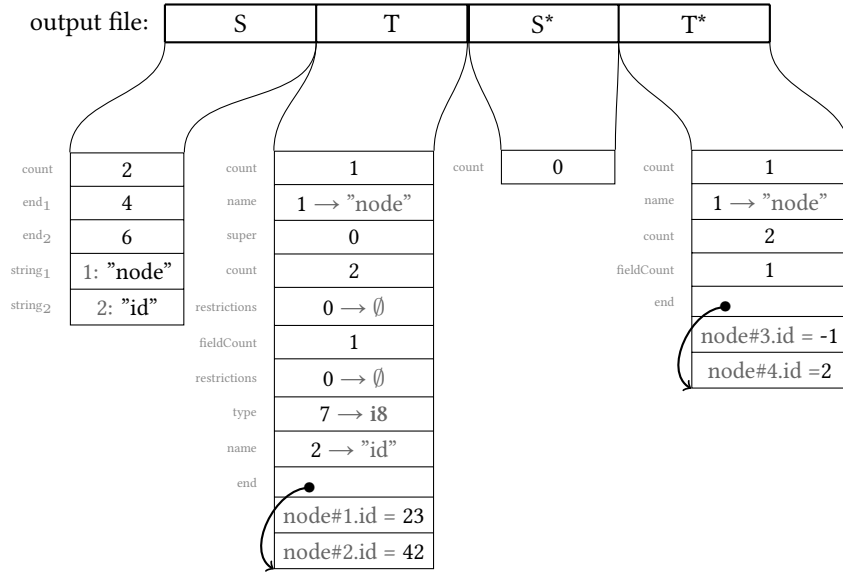 output file: S T S* T*
count 2
end1 4
end2 6
string1 1: ”node”
string2 2: ”id”
count 1
name 1 → ”node”
super 0
count 2
restrictions 0 → ∅
fieldCount 1
restrictions 0 → ∅
type 7 → i8
name 2 → ”id”
end
node#1.id = 23
node#2.id = 42
count 0
count 1
name 1 → ”node”
count 2
fieldCount 1
end
node#3.id = -1
node#4.id =2